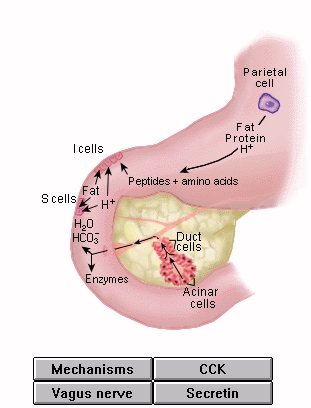 Parietal
cell
Fat
Protein
H+
I cells
Peptides + amino acids
Fat
S cells
H+
H2O
HCO3-
Duct
cells
Enzymes
Acinar
cells
Mechanisms
CCK
Vagus nerve
Secretin